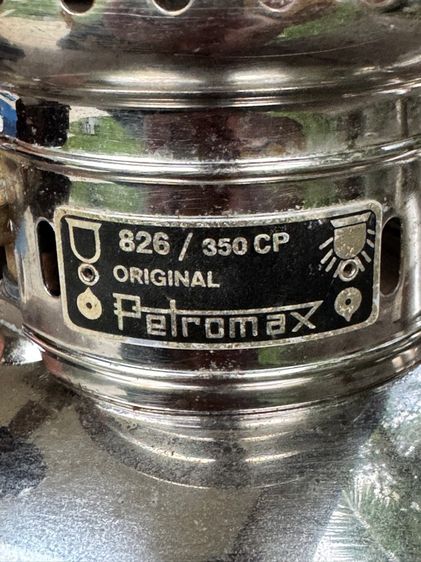 826 / 350 CP
ORIGINAL
Petromax